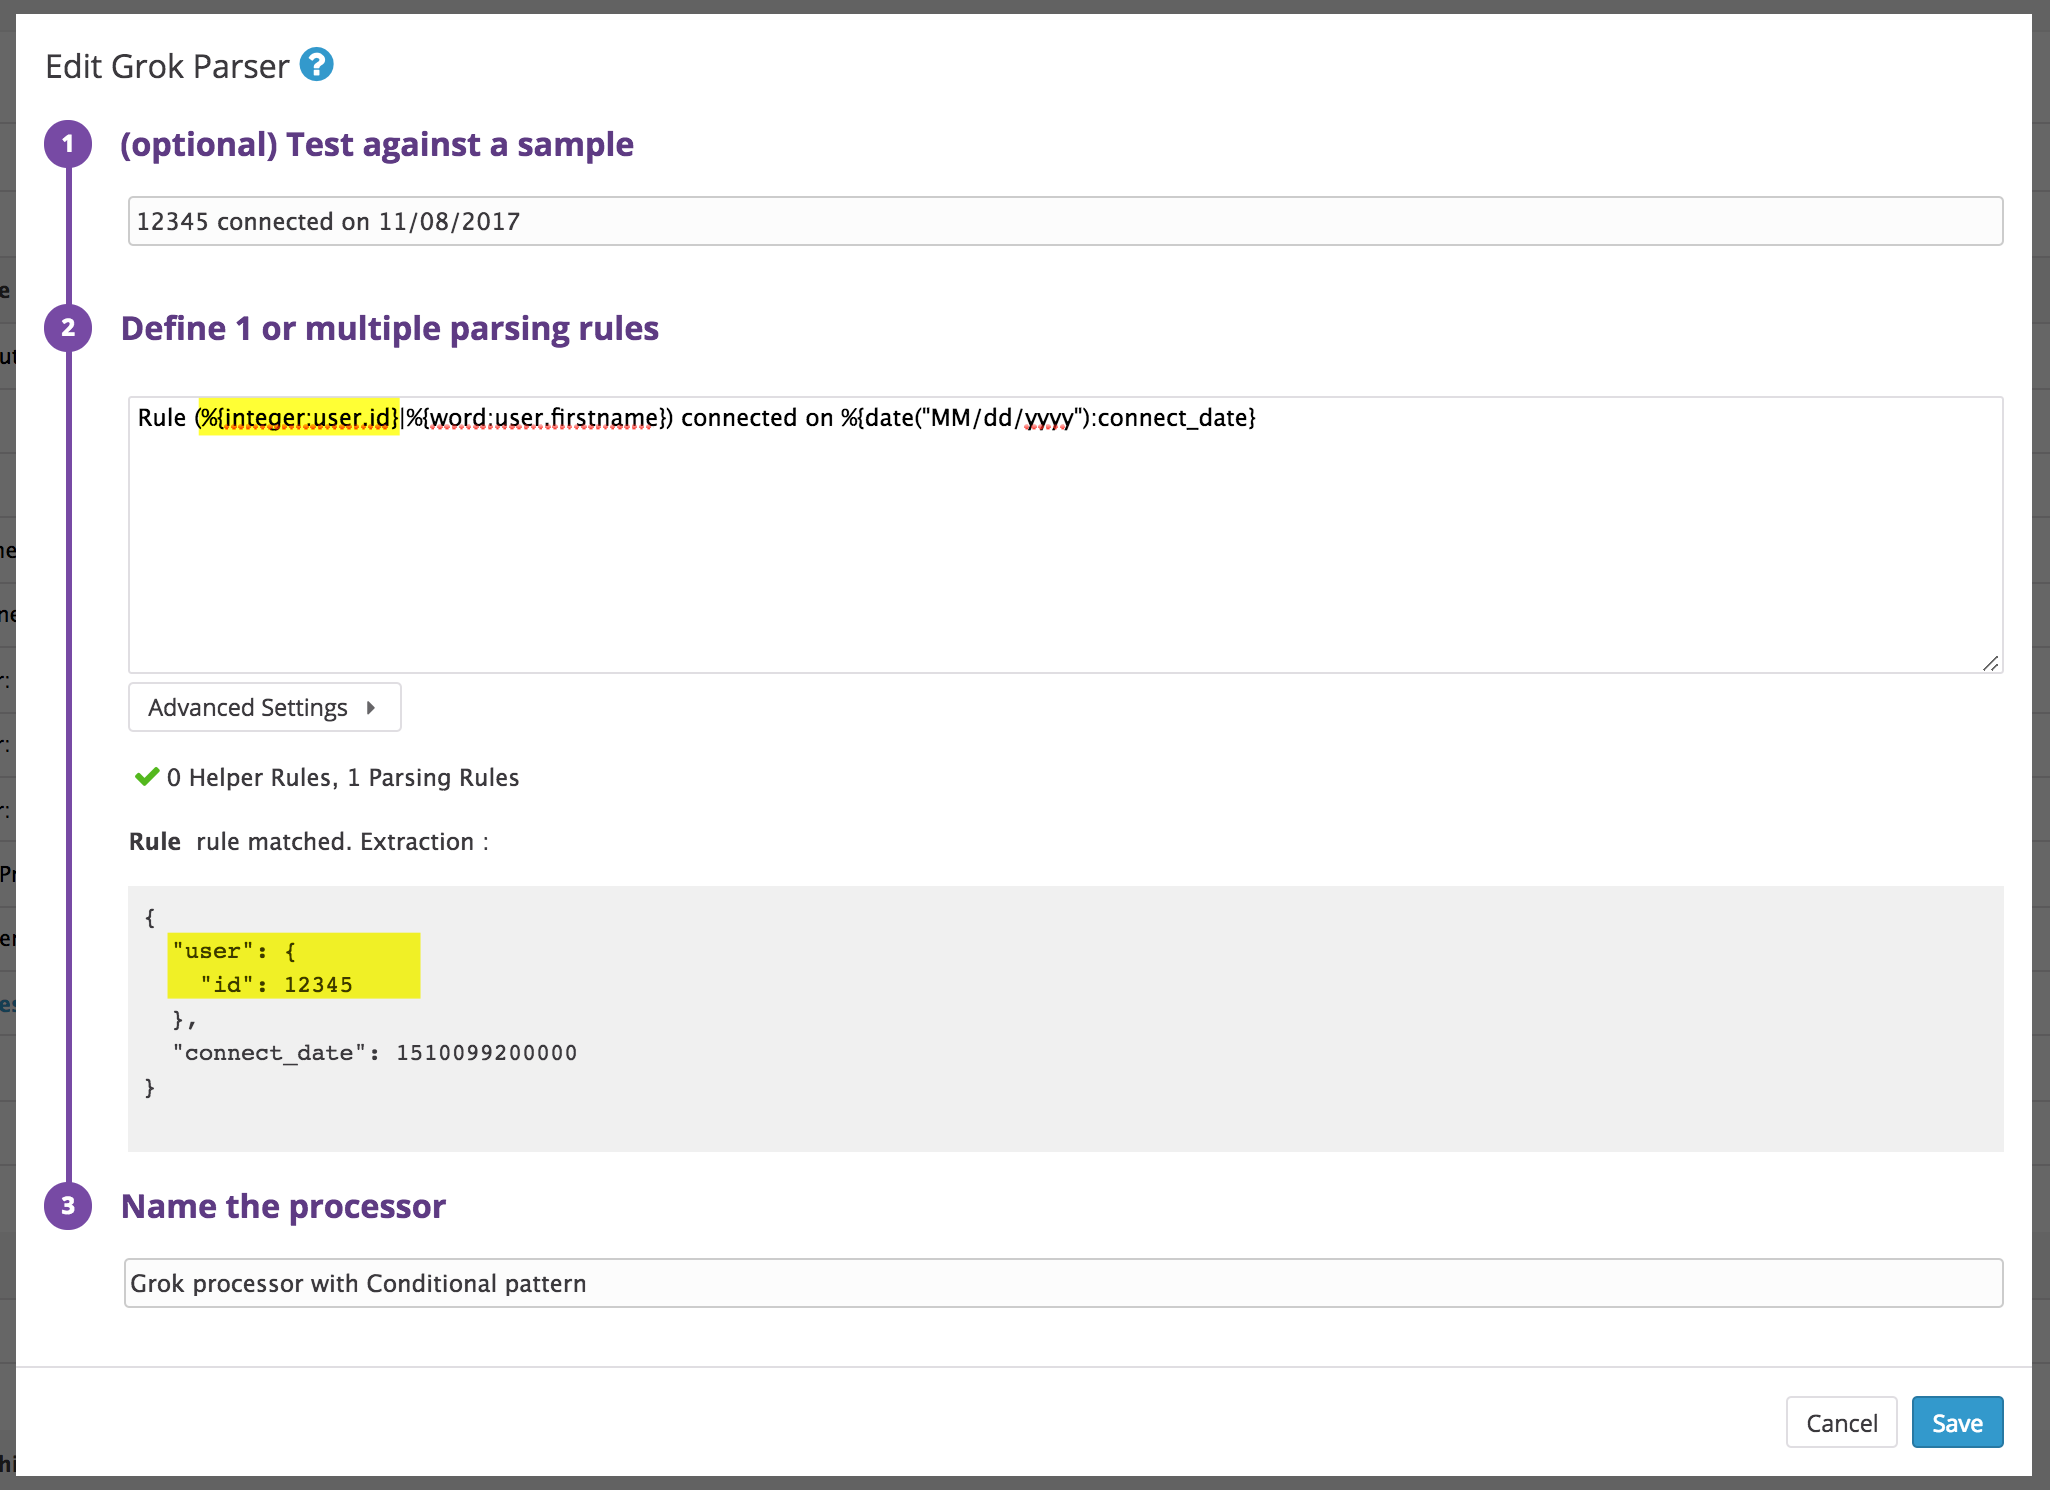 Edit Grok Parser ?
1 (optional) Test against a sample
12345 connected on 11/08/2017
2 Define 1 or multiple parsing rules
Rule (%{integer:user.id}|%{word:user.firstname}) connected on %{date("MM/dd/yyyy"):connect_date}
Advanced Settings
0 Helper Rules, 1 Parsing Rules
Rule rule matched. Extraction :
{
"user": {
"id": 12345
},
"connect_date": 1510099200000
}
3 Name the processor
Grok processor with Conditional pattern
Cancel Save